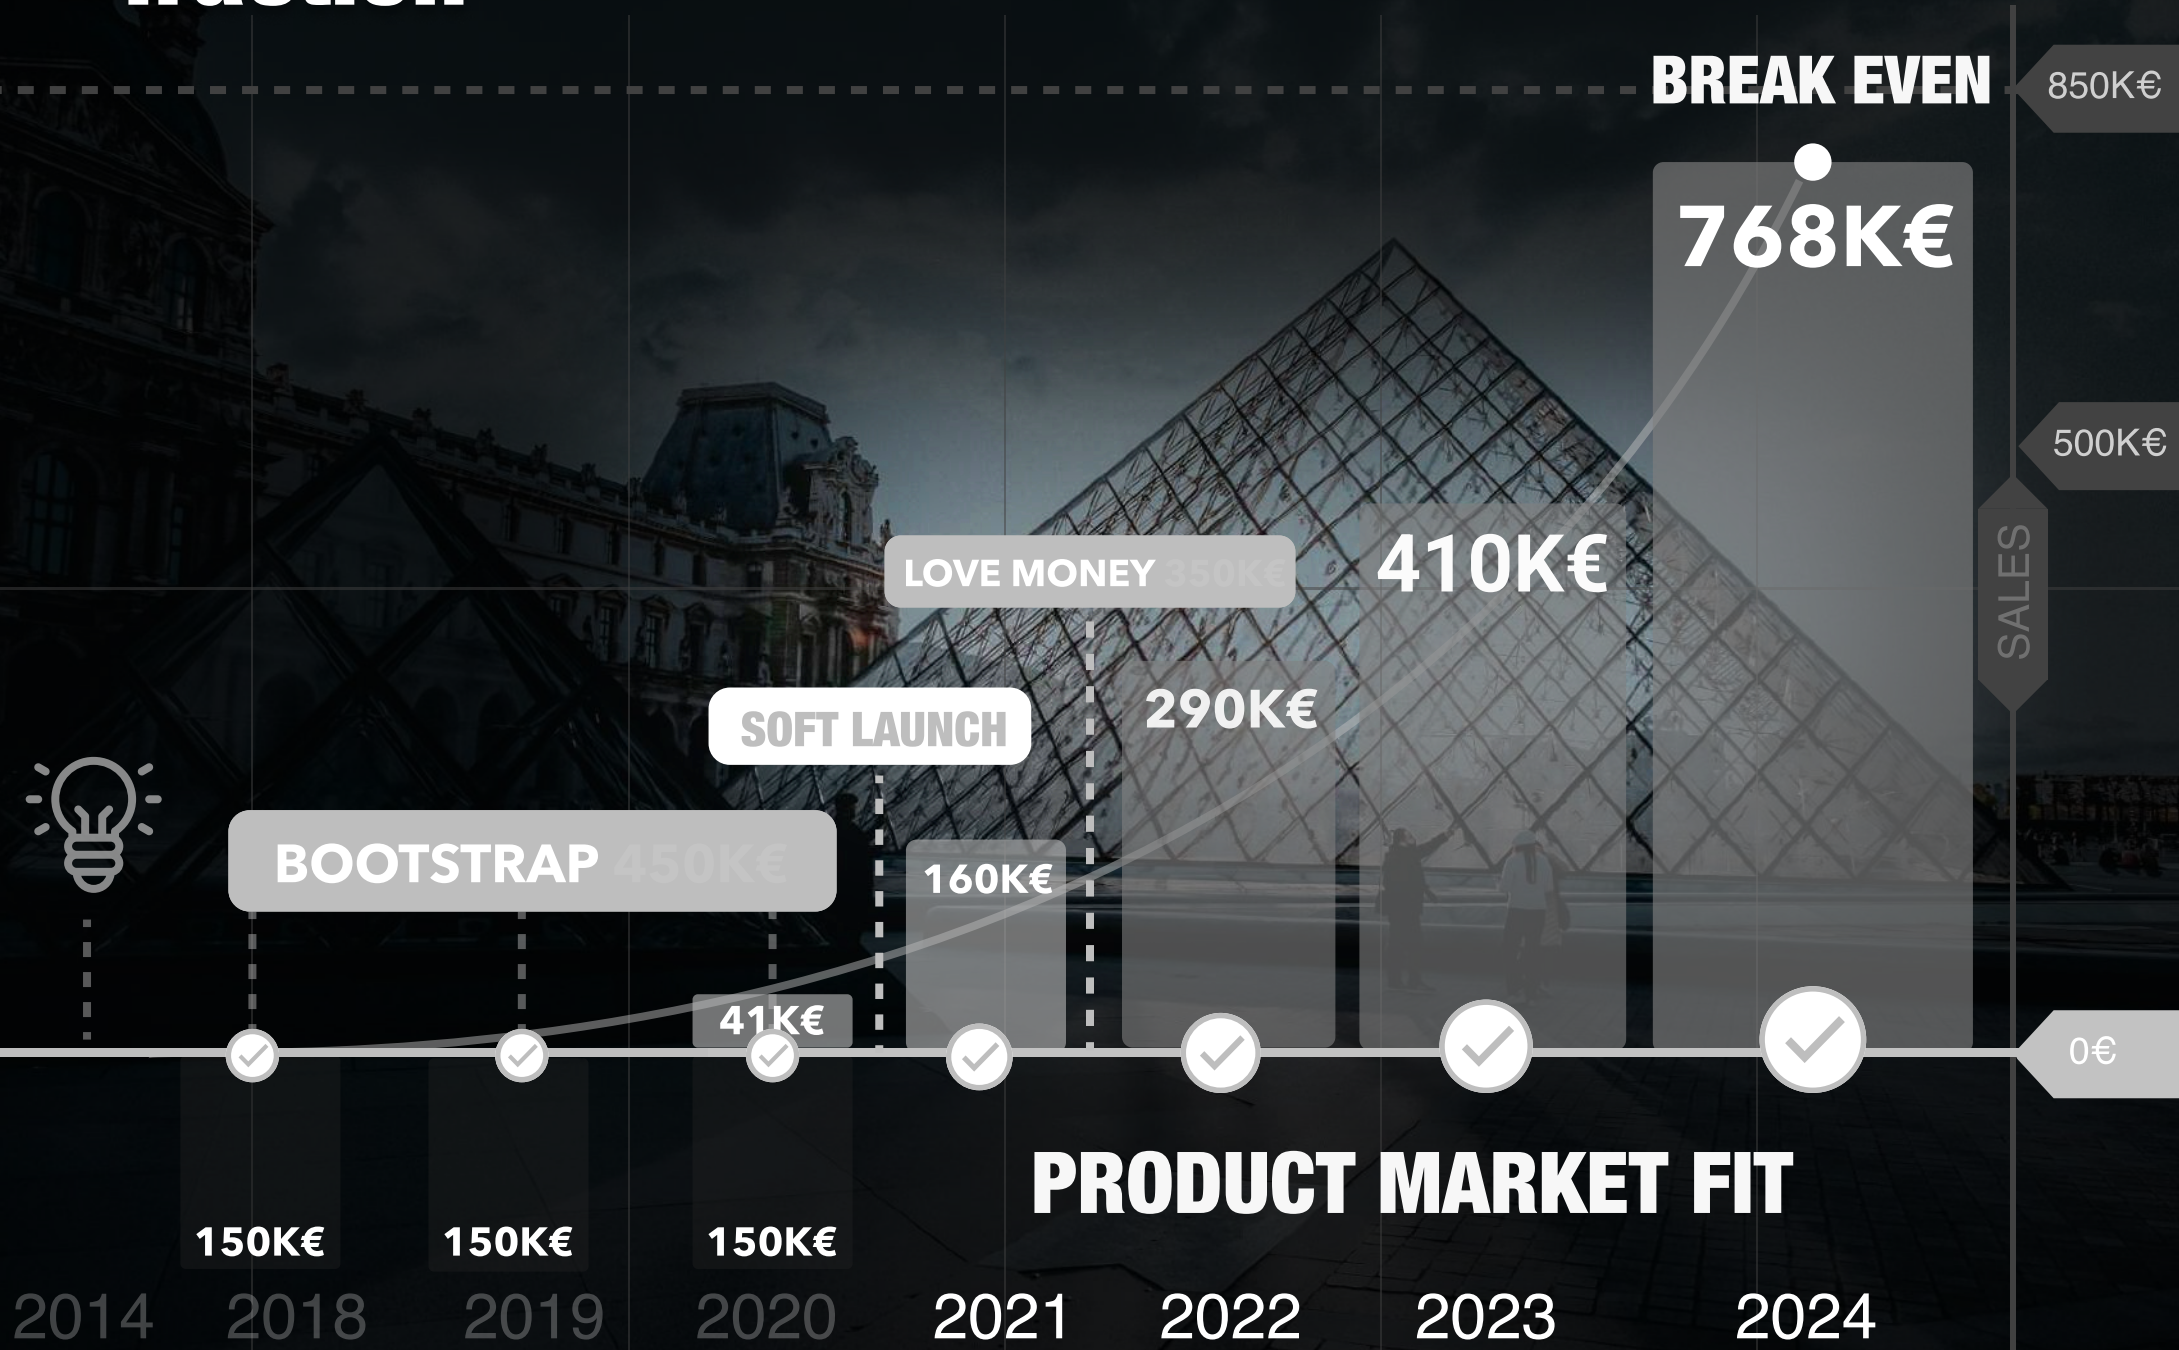 Traction
BREAK EVEN
850K€
768K€
500K€
SALES
LOVE MONEY 350K€
410K€
SOFT LAUNCH
290K€
BOOTSTRAP 450K€
160K€
41K€
0€
PRODUCT MARKET FIT
150K€ 150K€ 150K€
2014 2018 2019 2020 2021 2022 2023 2024